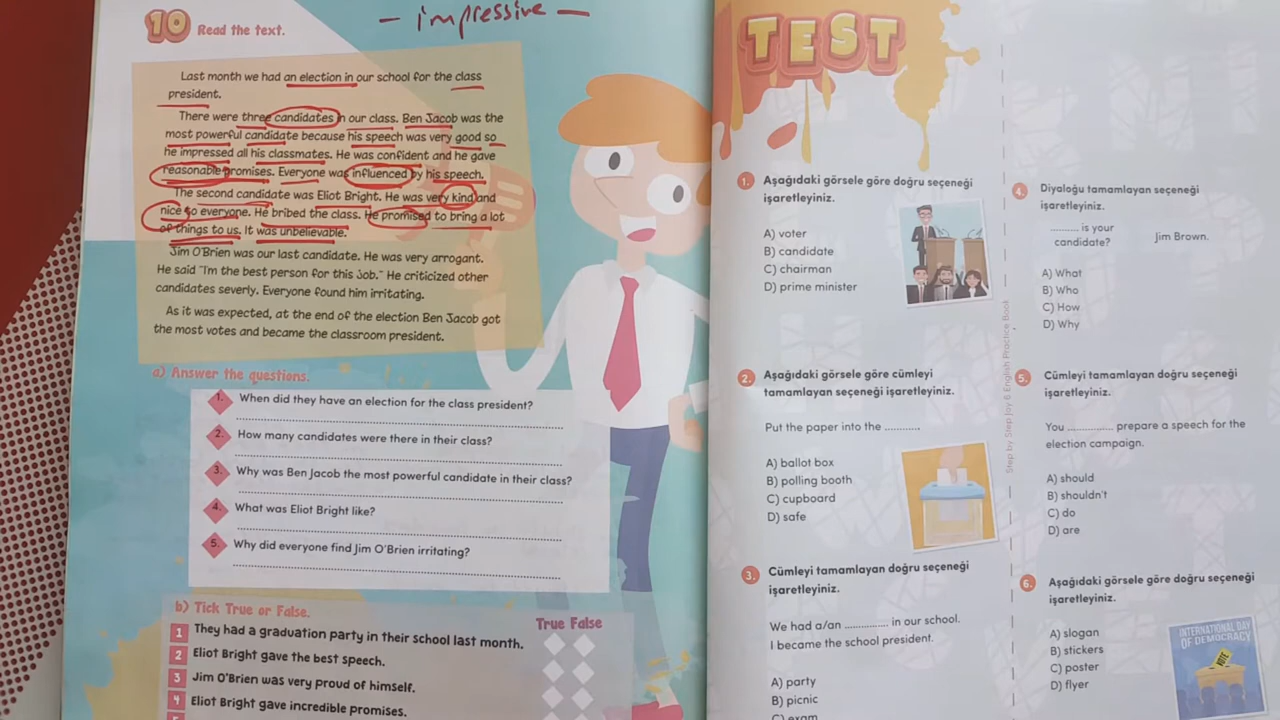 - impressive -
10 Read the text.
Last month we had an election in our school for the class
president.
There were three candidates in our class. Ben Jacob was the
most powerful candidate because his speech was very good so
he impressed all his classmates. He was confident and he gave
reasonable promises. Everyone was influenced by his speech.
The second candidate was Eliot Bright. He was very kind and
nice to everyone. He bribed the class. He promised to bring a lot
of things to us. It was unbelievable.
Jim O'Brien was our last candidate. He was very arrogant.
He said "I'm the best person for this job." He criticized other
candidates severly. Everyone found him irritating.
As it was expected, at the end of the election Ben Jacob got
the most votes and became the classroom president.
a) Answer the questions.
1. When did they have an election for the class president?
2. How many candidates were there in their class?
3. Why was Ben Jacob the most powerful candidate in their class?
4. What was Eliot Bright like?
5. Why did everyone find Jim O'Brien irritating?
b) Tick True or False.
True False
1 They had a graduation party in their school last month.
2 Eliot Bright gave the best speech.
3 Jim O'Brien was very proud of himself.
4 Eliot Bright gave incredible promises.
TEST
1. Aşağıdaki görsele göre doğru seçeneği
işaretleyiniz.
A) voter
B) candidate
C) chairman
D) prime minister
2. Aşağıdaki görsele göre cümleyi
tamamlayan seçeneği işaretleyiniz.
Put the paper into the ............
A) ballot box
B) polling booth
C) cupboard
D) safe
3. Cümleyi tamamlayan doğru seçeneği
işaretleyiniz.
We had a/an ............... in our school.
I became the school president.
A) party
B) picnic
C) exam
Step by Step Joy 6 English Practice Book
4. Diyaloğu tamamlayan seçeneği
işaretleyiniz.
.......... is your
candidate?
Jim Brown.
A) What
B) Who
C) How
D) Why
5. Cümleyi tamamlayan doğru seçeneği
işaretleyiniz.
You ................ prepare a speech for the
election campaign.
A) should
B) shouldn't
C) do
D) are
6. Aşağıdaki görsele göre doğru seçeneği
işaretleyiniz.
A) slogan
B) stickers
C) poster
D) flyer
INTERNATIONAL DAY
OF DEMOCRACY
VOTE